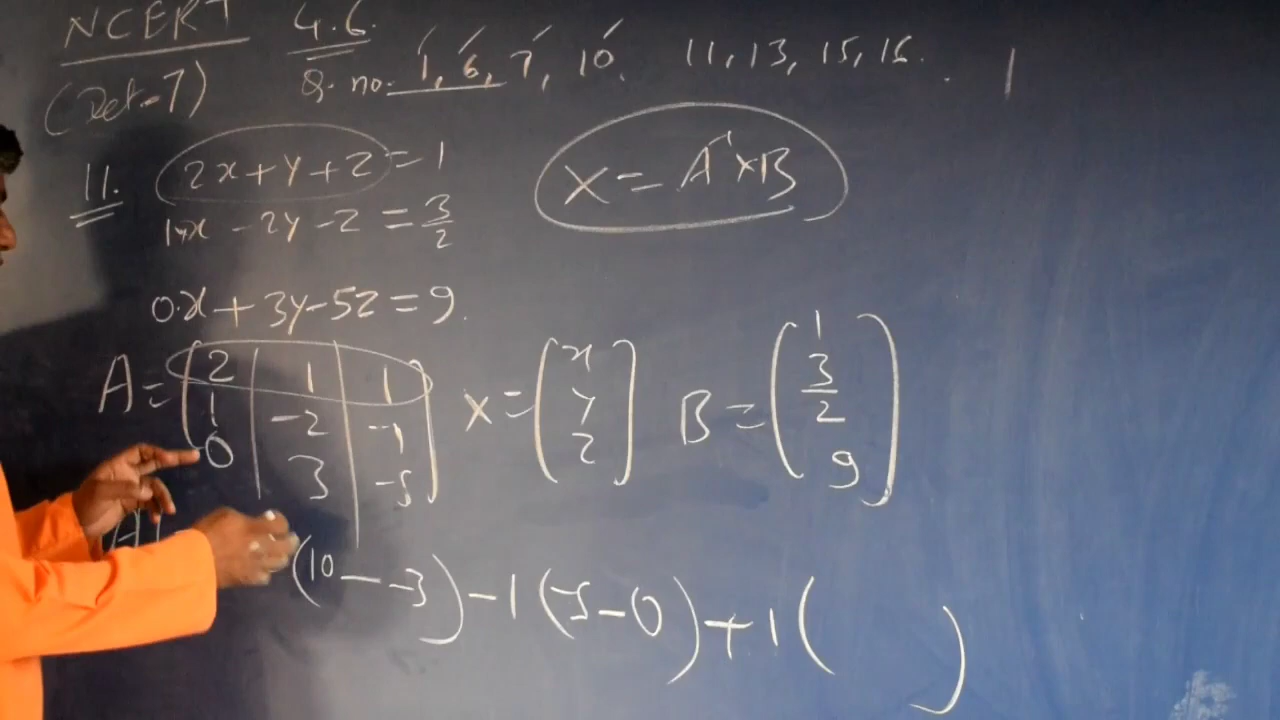 NCERT 4.6.
(Det-7) Q. no. 1, 6, 7, 10. 11, 13, 15, 16.
11. 2x+y+z=1
x-2y-z=3/2
0.x+3y-5z=9.
X=A⁻¹×B
A=[2 1 1
1 -2 -1
0 3 -5]
X=[x
y
z]
B=[1
3/2
9]
(10--3)-1(-5-0)+1( )